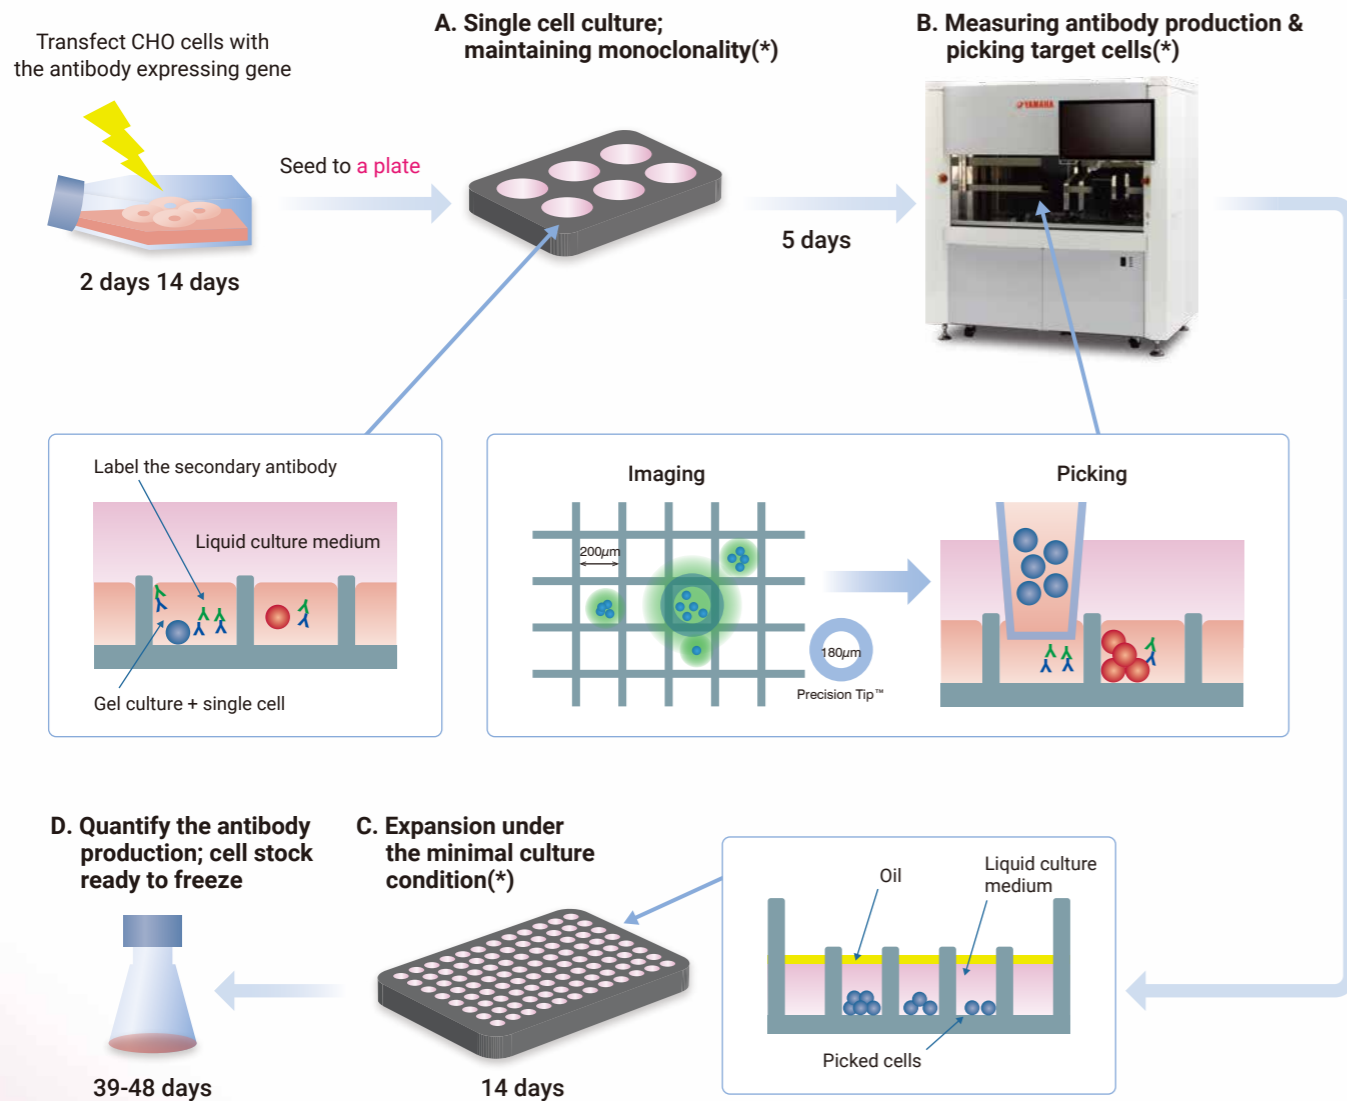 Transfect CHO cells with
the antibody expressing gene
2 days 14 days
Seed to a plate
A. Single cell culture;
maintaining monoclonality(*)
5 days
B. Measuring antibody production &
picking target cells(*)
YAMAHA
Label the secondary antibody
Liquid culture medium
Gel culture + single cell
Imaging
200μm
180μm
Precision Tip™
Picking
D. Quantify the antibody
production; cell stock
ready to freeze
39-48 days
C. Expansion under
the minimal culture
condition(*)
14 days
Oil
Liquid culture
medium
Picked cells